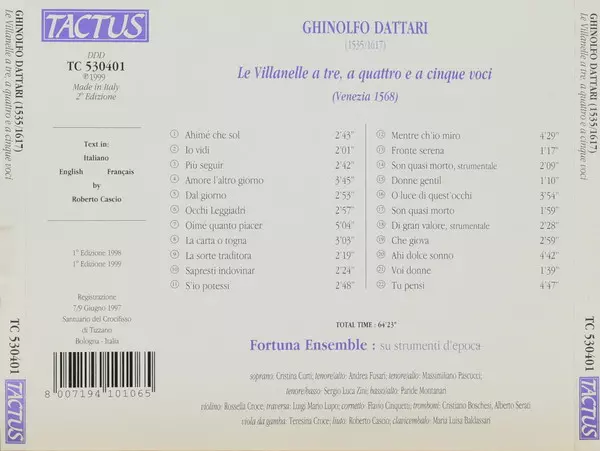 GHINOLFO DATTARI (1535/1617)
Le Villanelle a tre, a quattro e a cinque voci
TC 530401
TACTUS
TACTUS
DDD
TC 530401
℗1999
Made in Italy
2ª Edizione
Text in:
Italiano
English Français
by
Roberto Cascio
1ª Edizione 1998
1ª Edizione 1999
Registrazione
7/9 Giugno 1997
Santuario del Crocifisso
di Tizzano
Bologna - Italia
8 007194 101065
GHINOLFO DATTARI
(1535/1617)
Le Villanelle a tre, a quattro e a cinque voci
(Venezia 1568)
1 Ahimé che sol 2'43"
2 Io vidi 2'01"
3 Più seguir 2'42"
4 Amore l'altro giorno 3'45"
5 Dal giorno 2'53"
6 Occhi Leggiadri 2'57"
7 Oime quanto piacer 5'04"
8 La carta o togna 3'03"
9 La sorte traditora 2'19"
10 Sapresti indovinar 2'24"
11 S'io potessi 2'48"
12 Mentre ch'io miro 4'29"
13 Fronte serena 1'17"
14 Son quasi morto, strumentale 2'09"
15 Donne gentil 1'10"
16 O luce di quest'occhi 3'54"
17 Son quasi morto 1'59"
18 Di gran valore, strumentale 2'28"
19 Che giova 2'59"
20 Ahi dolce sonno 4'42"
21 Voi donne 1'39"
22 Tu pensi 4'47"
TOTAL TIME : 64'23"
Fortuna Ensemble : su strumenti d'epoca
soprano: Cristina Curti; tenore/alto: Andrea Fusari; tenore/alto: Massimiliano Pascucci;
tenore/basso: Sergio Luca Zini; basso/alto: Paride Montanari
violino: Rossella Croce; traversa: Luigi Mario Lupo; cornetto: Flavio Cinquetti; tromboni: Cristiano Boschesi, Alberto Serati
viola da gamba: Teresina Croce; liuto: Roberto Cascio; clavicembalo: Maria Luisa Baldassari
GHINOLFO DATTARI (1535/1617)
Le Villanelle a tre, a quattro e a cinque voci
TC 530401
TACTUS